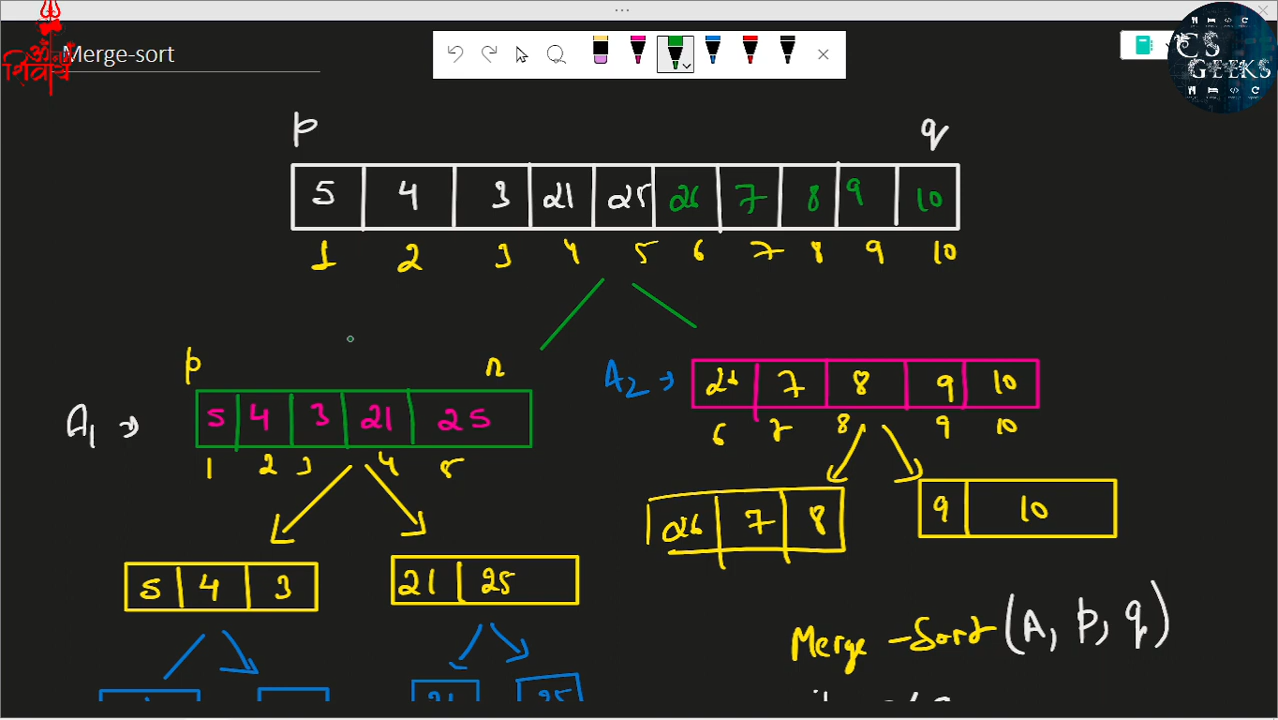 ॐ नमः
शिवाय
Merge-sort
CS
GEEKS
p q
5 4 3 21 25 26 7 8 9 10
1 2 3 4 5 6 7 8 9 10
p r
A1 → 5 4 3 21 25
1 2 3 4 5
A2 → 26 7 8 9 10
6 7 8 9 10
26 7 8 9 10
5 4 3 21 25
Merge-Sort (A, p, q)
21 25